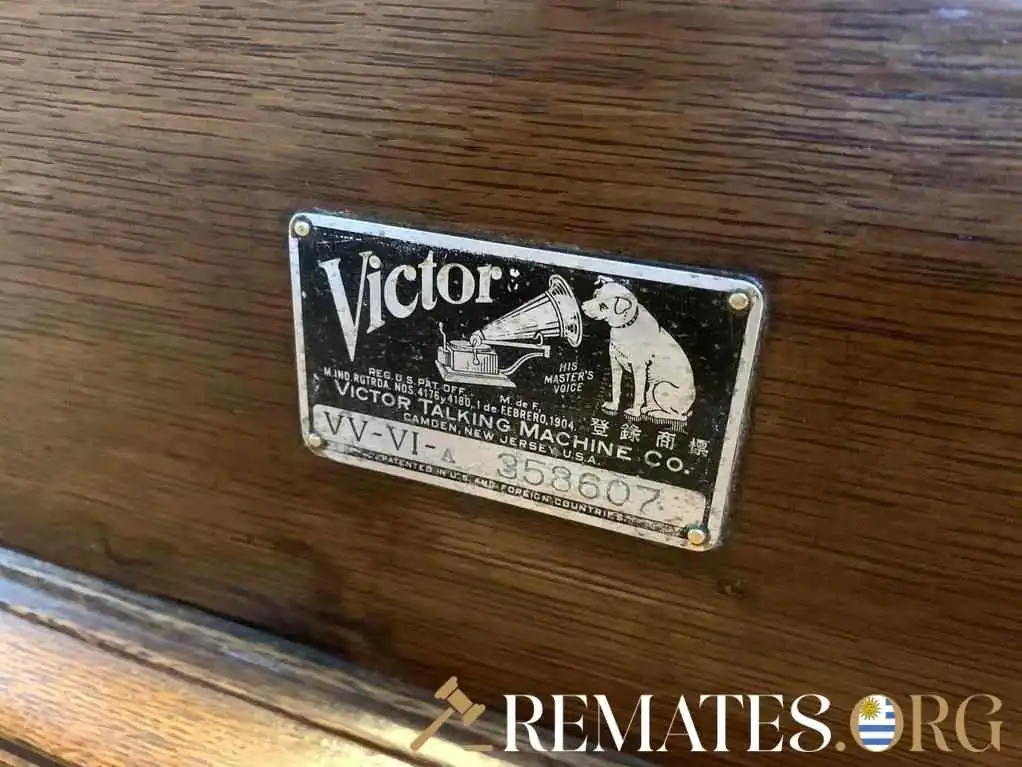 Victor
HIS
MASTER'S
VOICE
REG. U.S. PAT. OFF.
M. de F.
M.IND. RGTRDA. NOS. 4176 y 4180, 1 de FEBRERO, 1904.
登錄商標
VICTOR TALKING MACHINE CO.
CAMDEN, NEW JERSEY, U.S.A.
VV-VI-A 358607
PATENTED IN U.S. AND FOREIGN COUNTRIES
REMATES.ORG